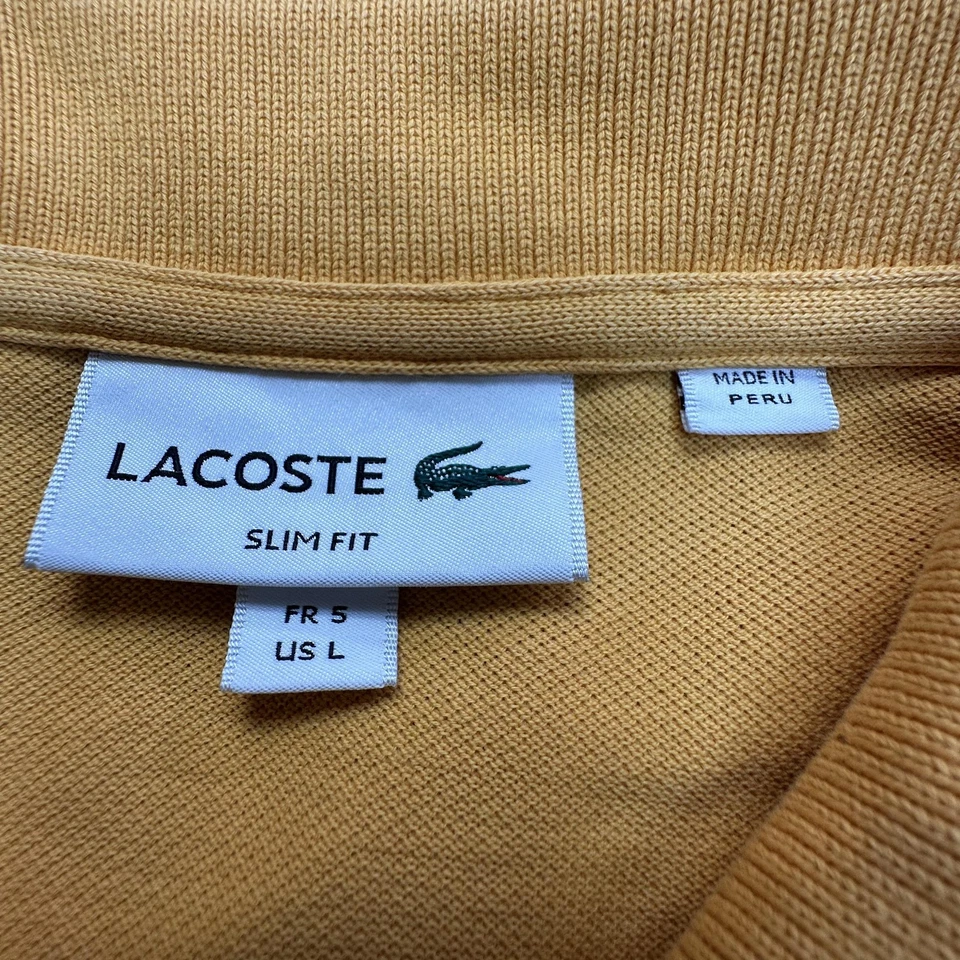 LACOSTE
SLIM FIT
FR 5
US L
MADE IN
PERU